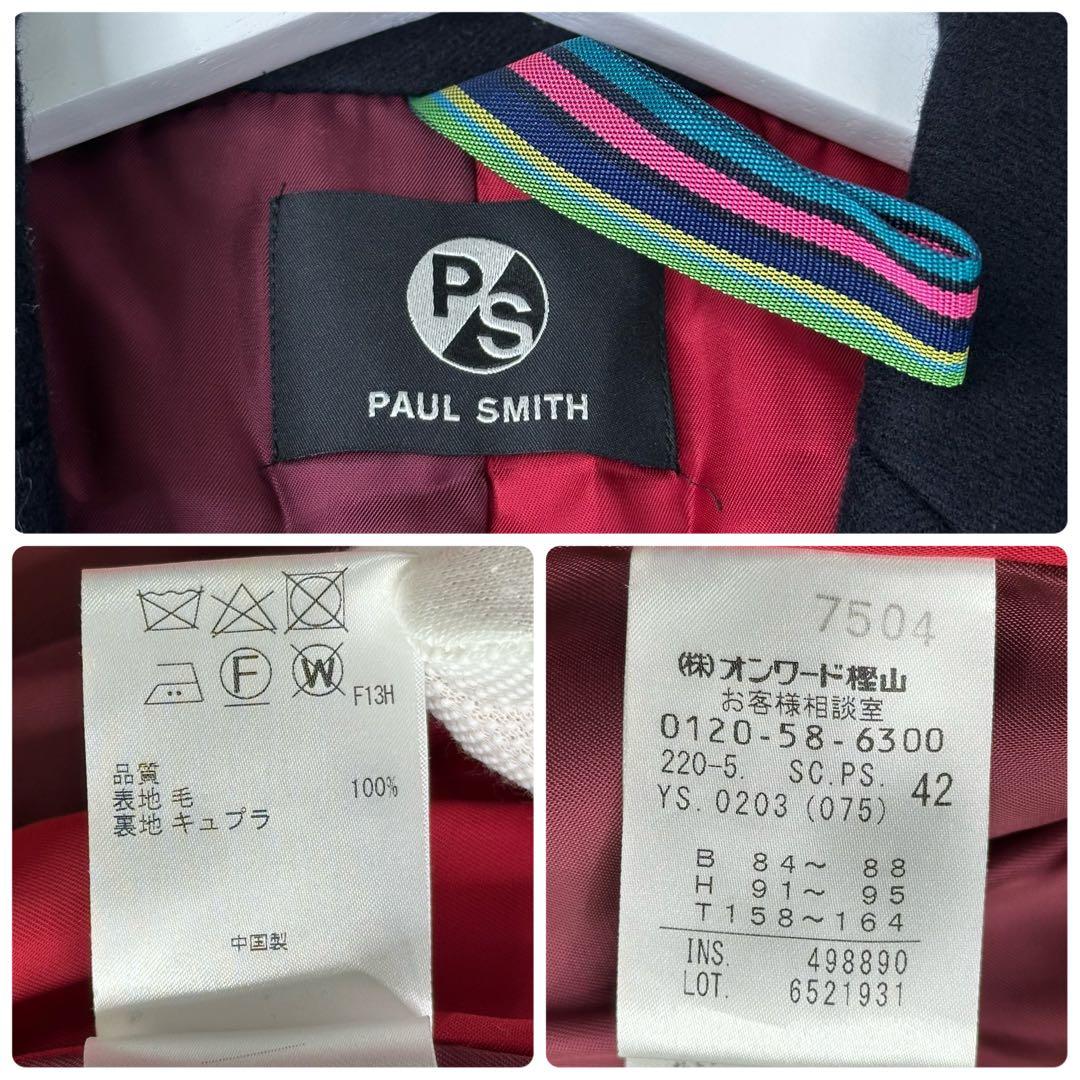 PS
PAUL SMITH
F
W
F13H
品質
表地 毛 100%
裏地 キュプラ
中国製
7504
(株)オンワード樫山
お客様相談室
0120-58-6300
220-5. SC.PS. 42
YS.0203(075)
B 84～ 88
H 91～ 95
T158～164
INS. 498890
LOT. 6521931